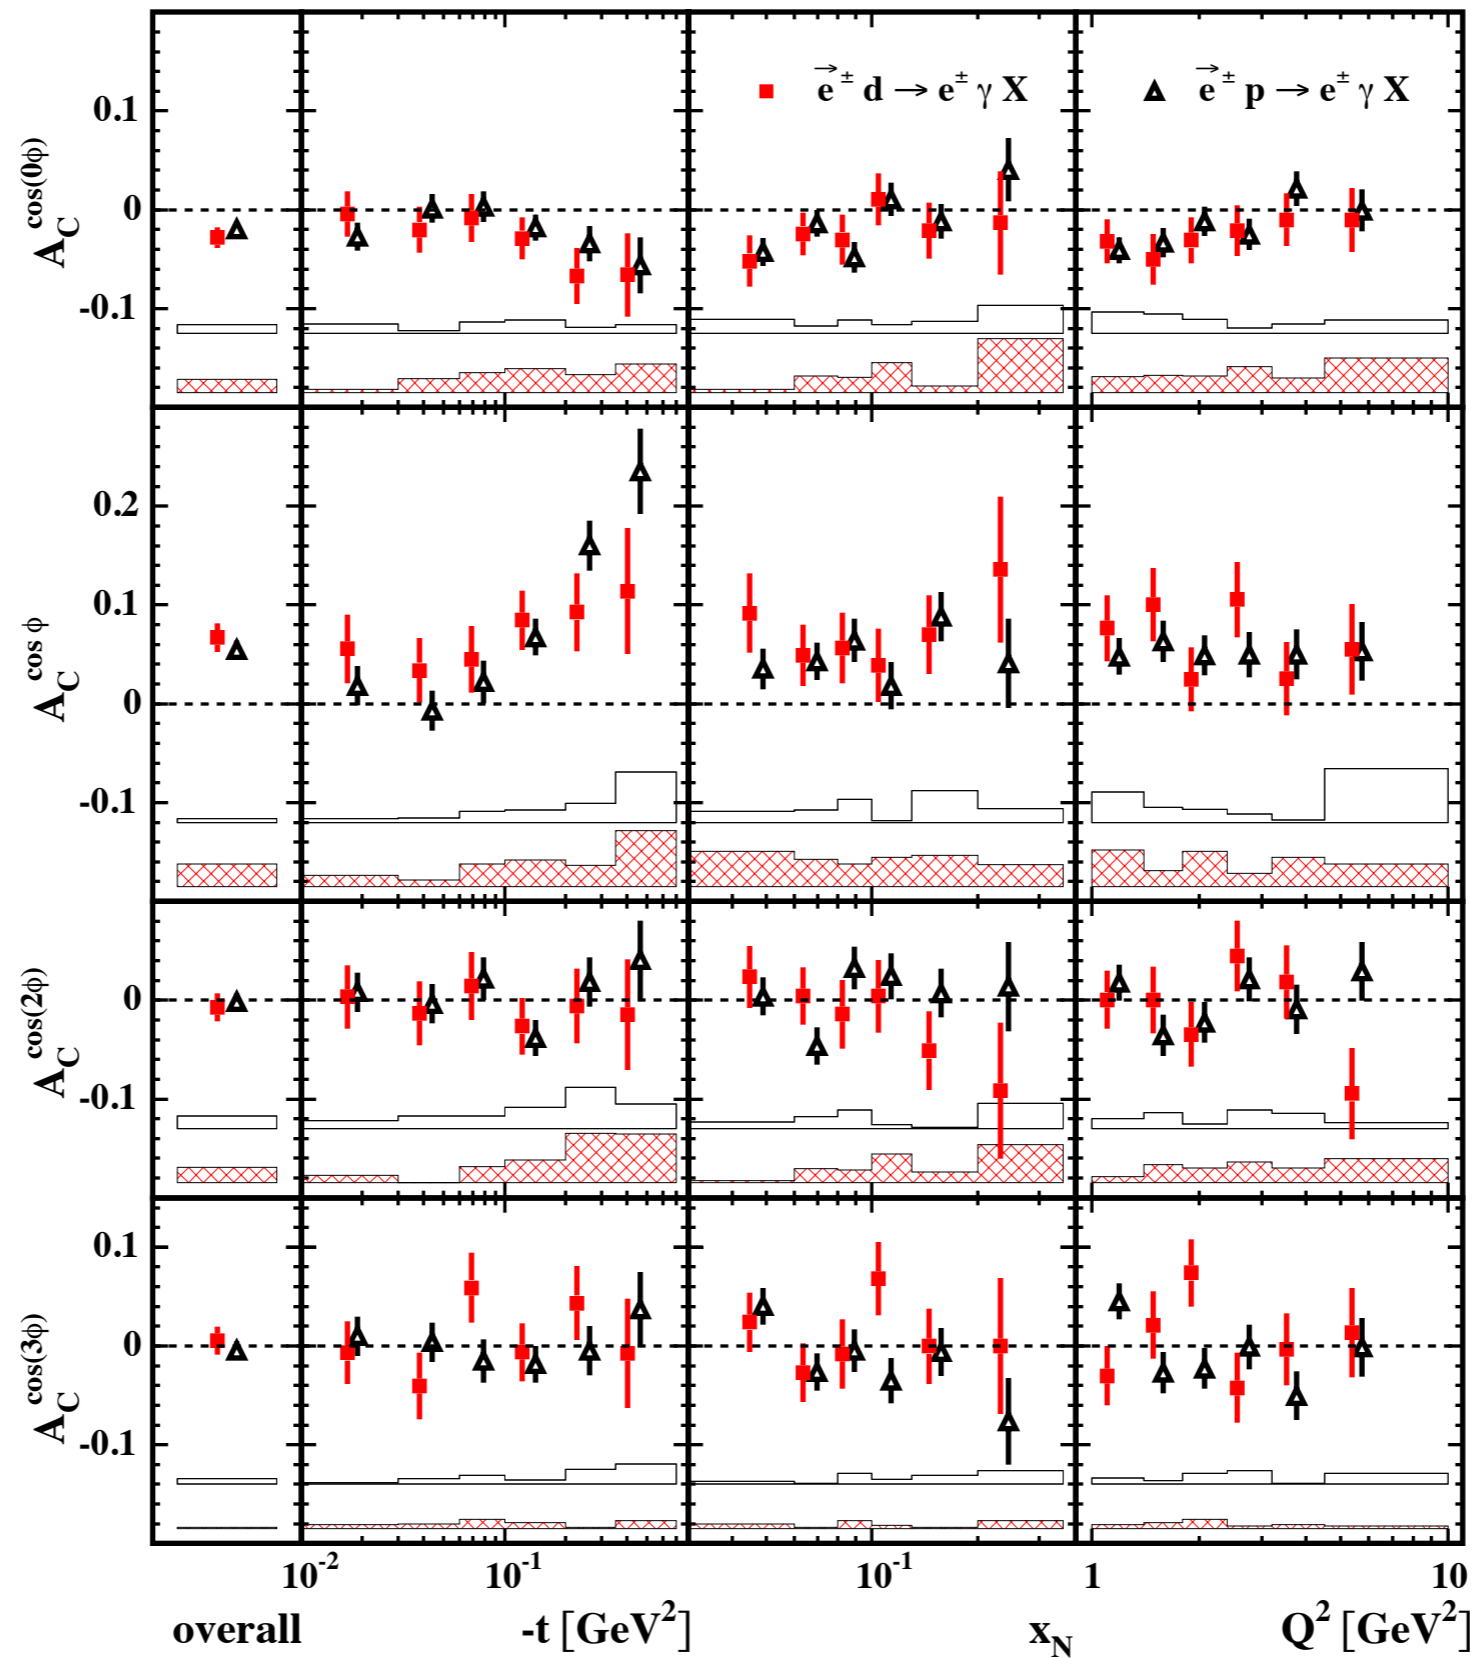 e→± d → e± γ X
e→± p → e± γ X
A_C^cos(0ϕ)
0.1
0
-0.1
A_C^cos ϕ
0.2
0.1
0
-0.1
A_C^cos(2ϕ)
0
-0.1
A_C^cos(3ϕ)
0.1
0
-0.1
10^-2 10^-1 10^-1 1 10
overall -t [GeV²] x_N Q² [GeV²]